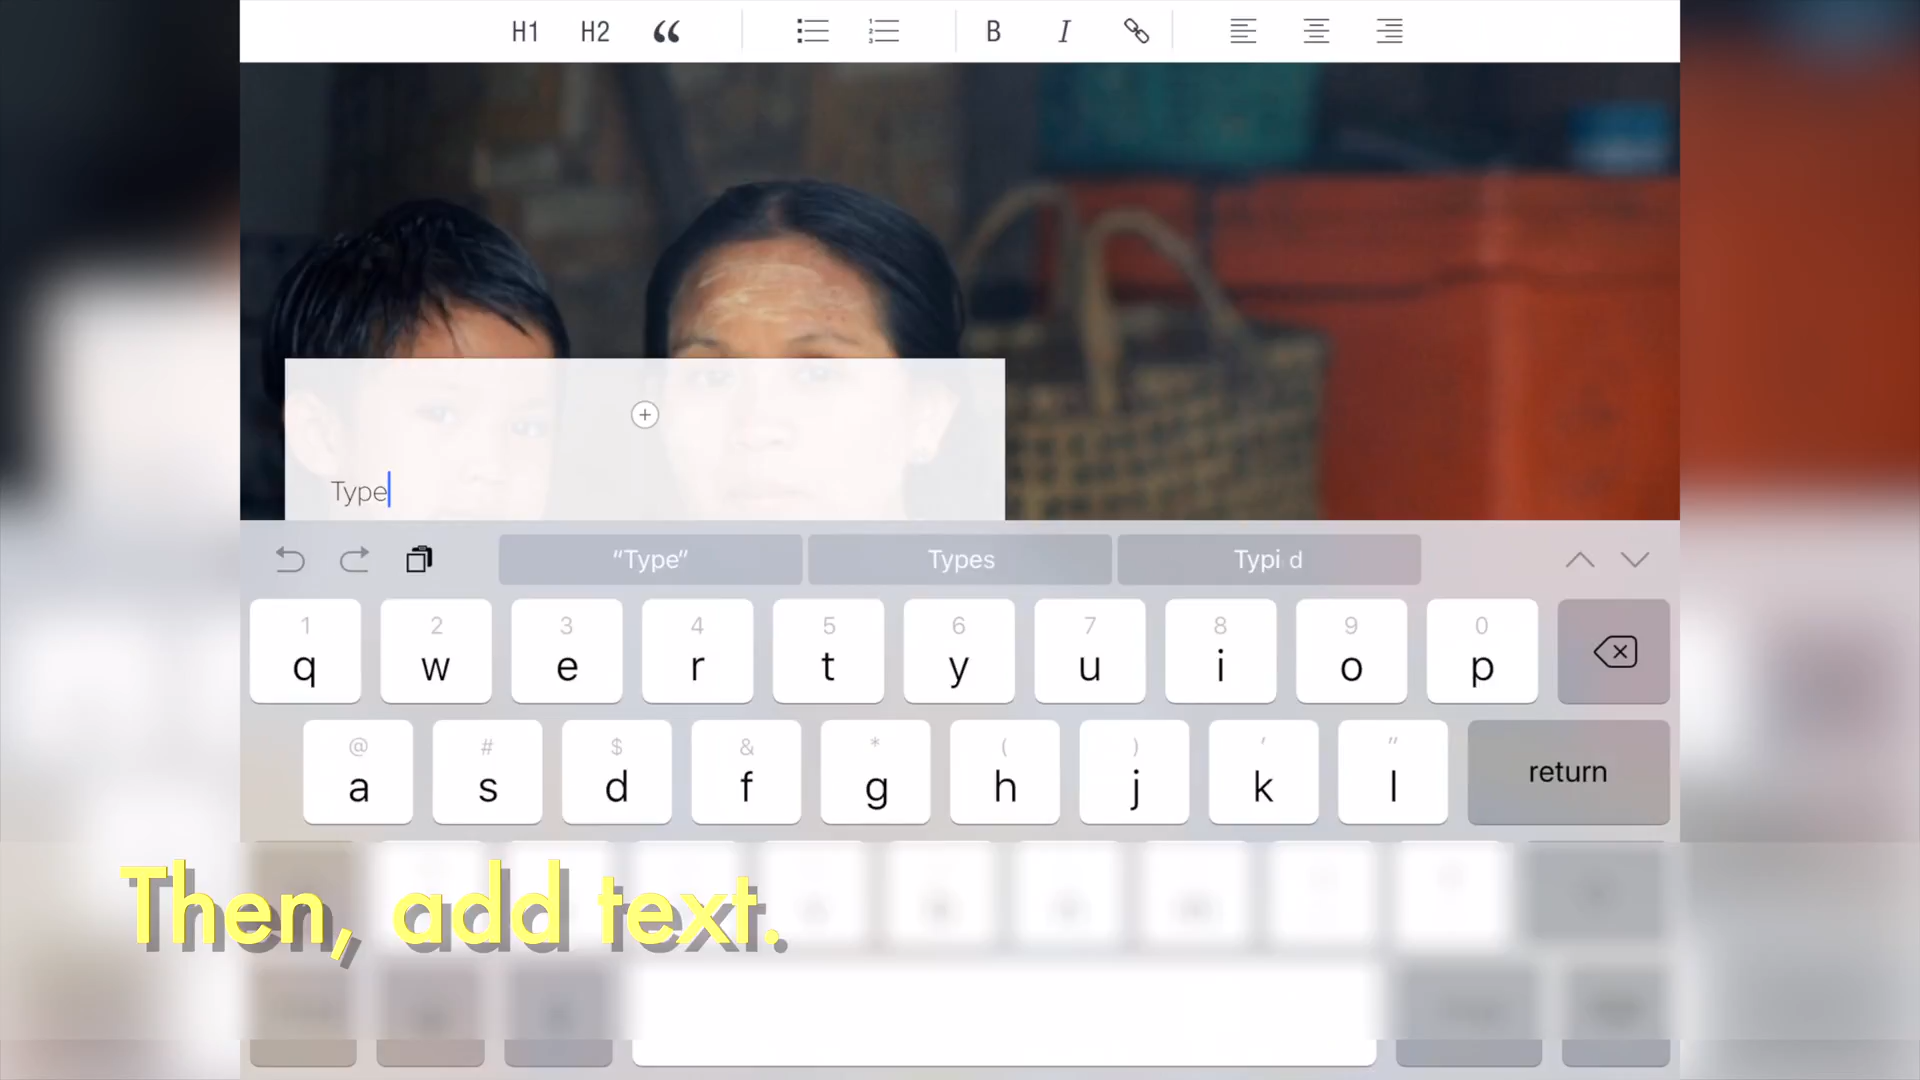 H1 H2 “ B I
Type
“Type” Types Typi d
1 2 3 4 5 6 7 8 9 0
q w e r t y u i o p
@ # $ & * ( ) ' "
a s d f g h j k l return
Then, add text.